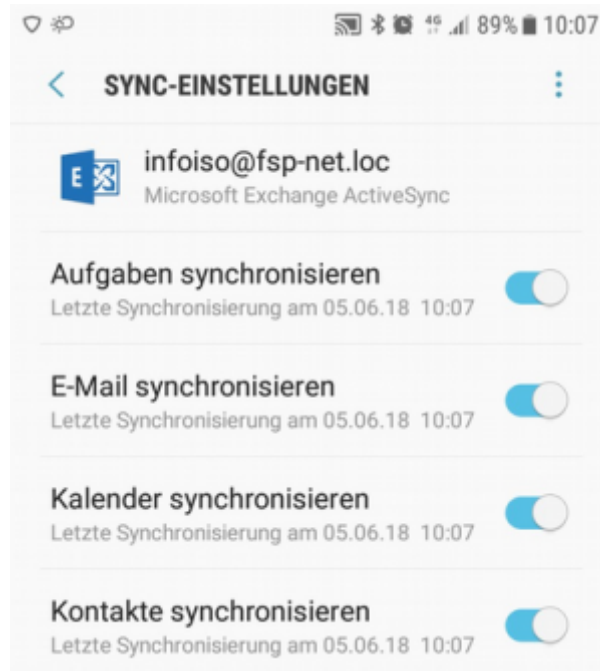 4G 89% 10:07
SYNC-EINSTELLUNGEN
E infoiso@fsp-net.loc
Microsoft Exchange ActiveSync
Aufgaben synchronisieren
Letzte Synchronisierung am 05.06.18 10:07
E-Mail synchronisieren
Letzte Synchronisierung am 05.06.18 10:07
Kalender synchronisieren
Letzte Synchronisierung am 05.06.18 10:07
Kontakte synchronisieren
Letzte Synchronisierung am 05.06.18 10:07